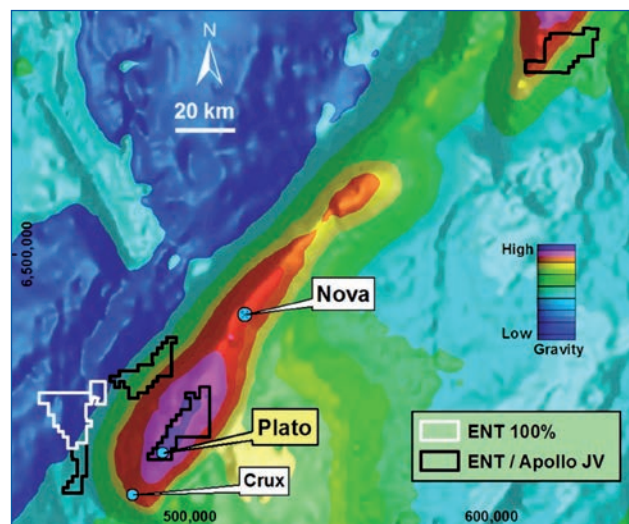 N
20 km
6,500,000
High
Low
Gravity
Nova
Plato
Crux
ENT 100%
ENT / Apollo JV
500,000
600,000